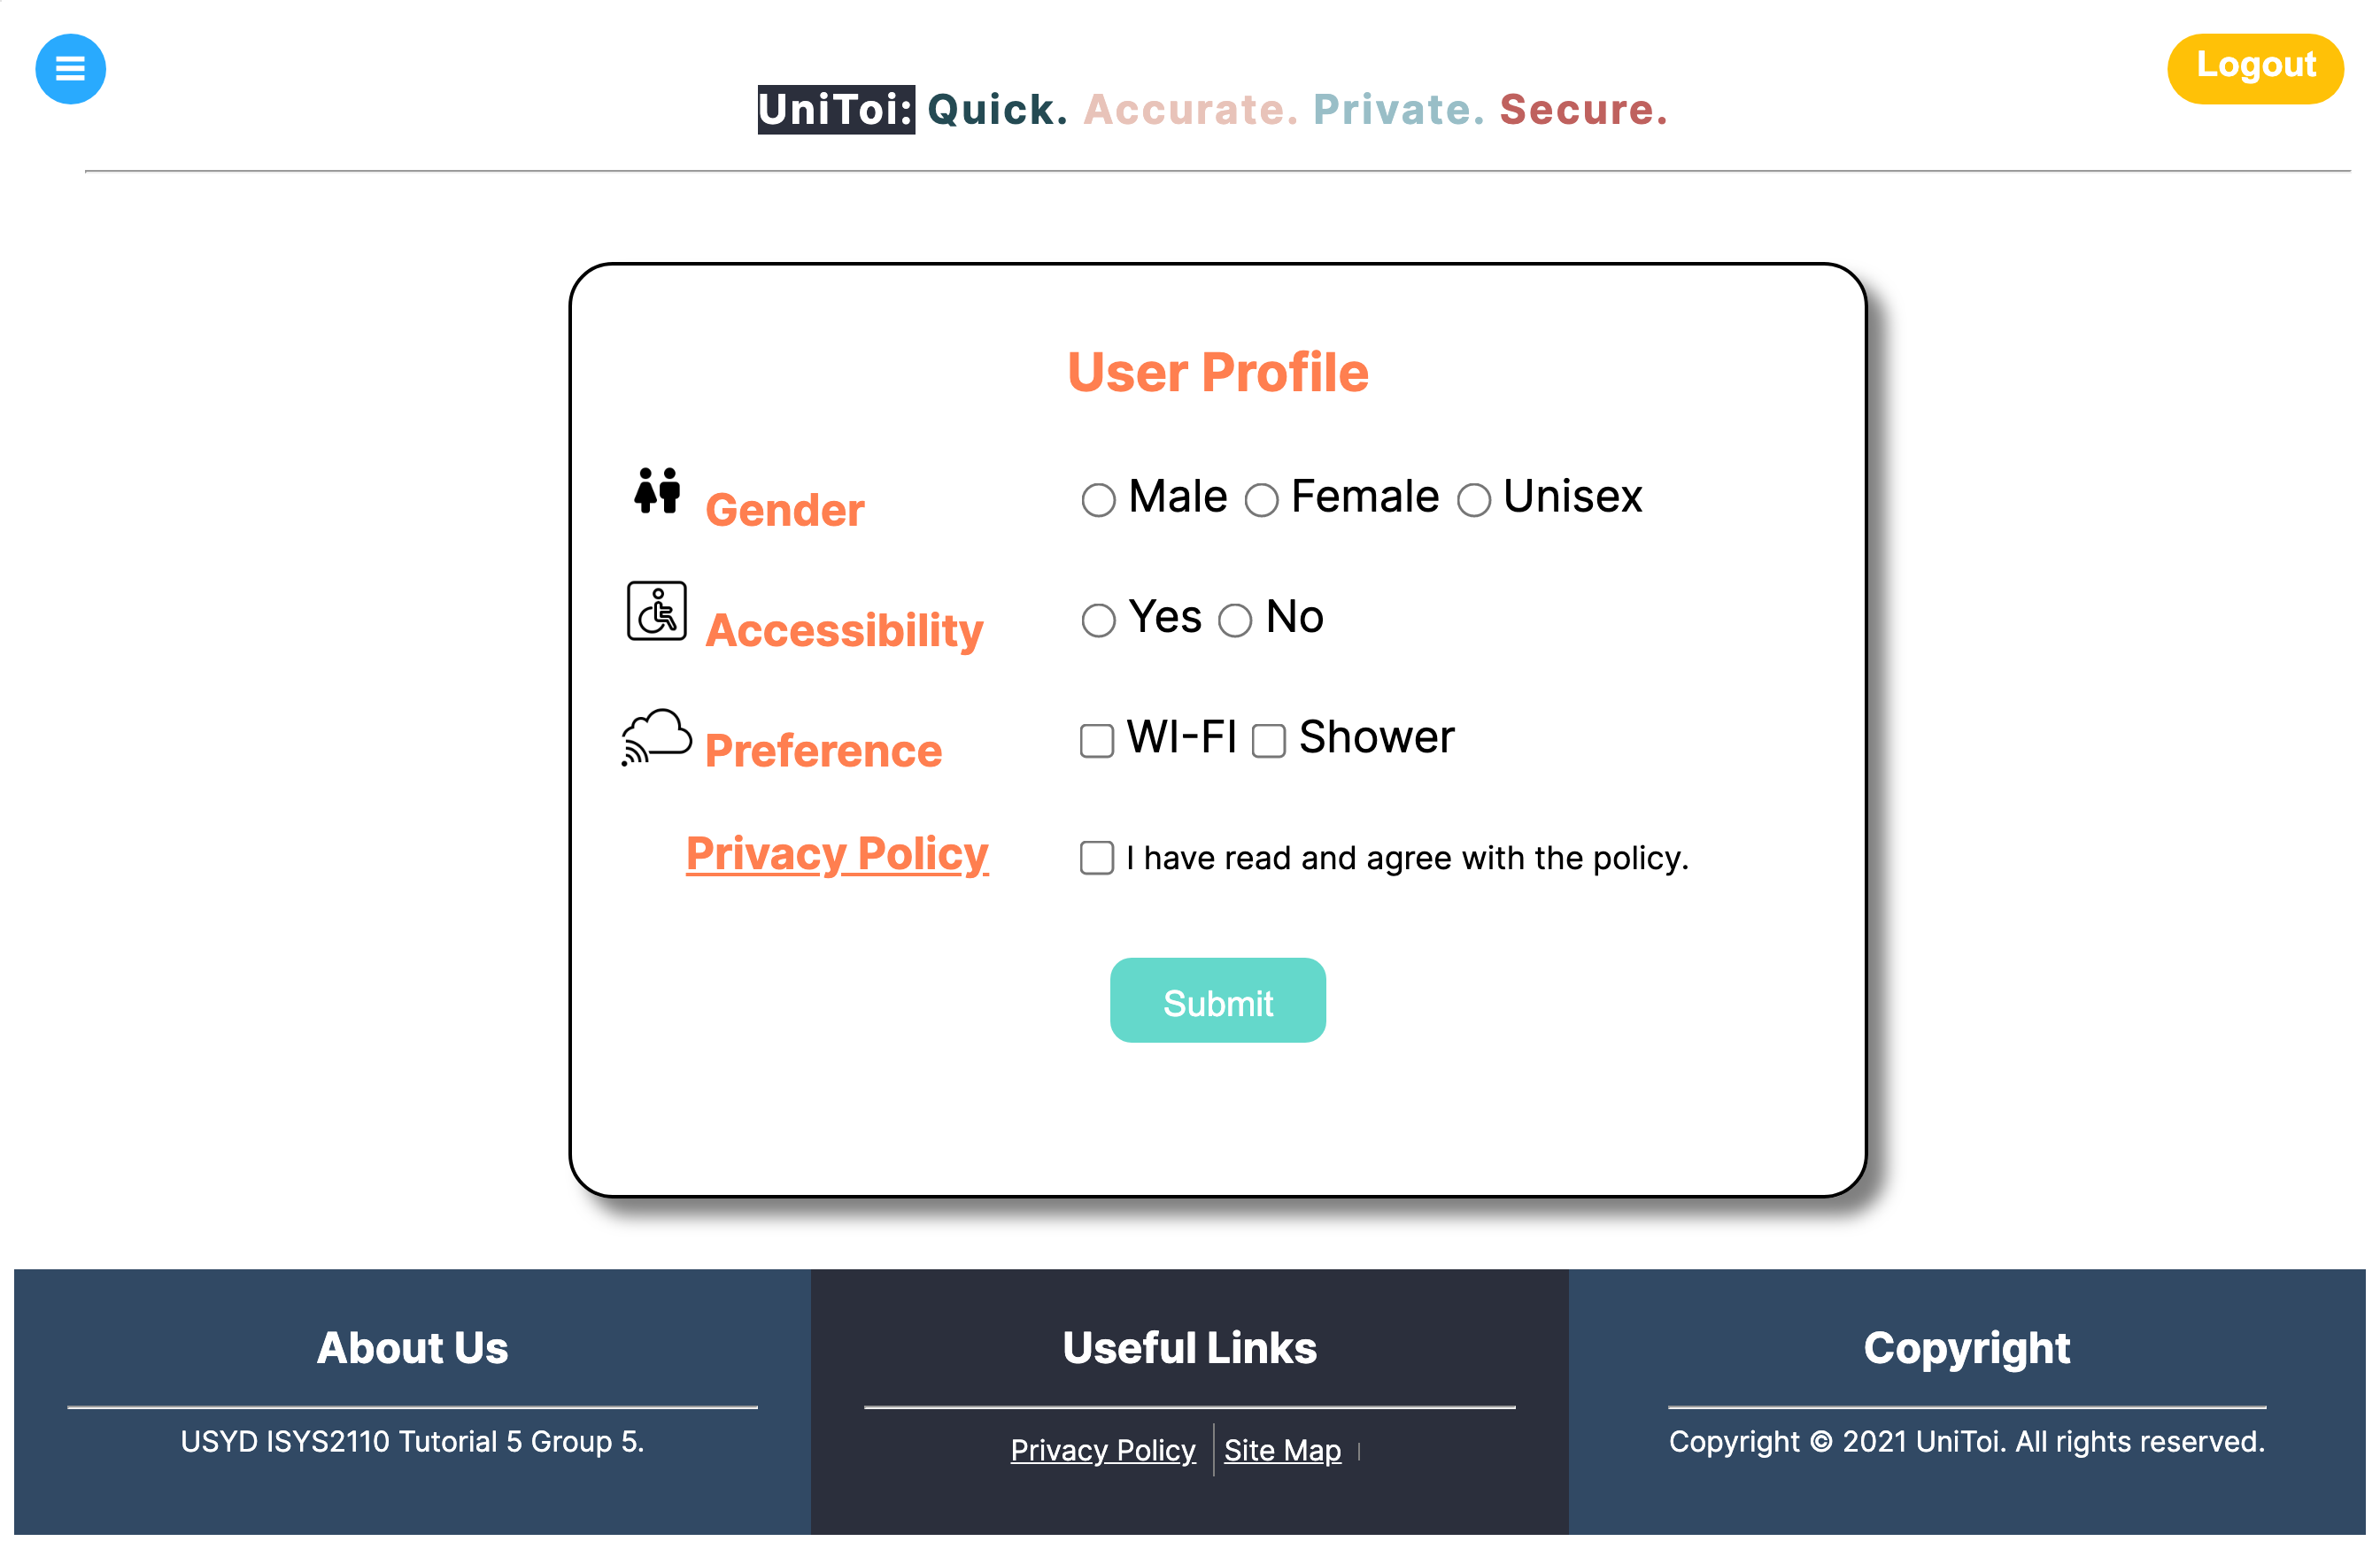 Logout
UniToi: Quick. Accurate. Private. Secure.
User Profile
Gender Male Female Unisex
Accessibility Yes No
Preference WI-FI Shower
Privacy Policy I have read and agree with the policy.
Submit
About Us
USYD ISYS2110 Tutorial 5 Group 5.
Useful Links
Privacy Policy Site Map
Copyright
Copyright © 2021 UniToi. All rights reserved.